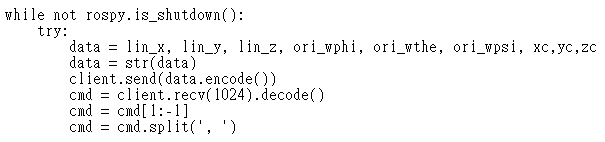 while not rospy.is_shutdown():
    try:
        data = lin_x, lin_y, lin_z, ori_wphi, ori_wthe, ori_wpsi, xc,yc,zc
        data = str(data)
        client.send(data.encode())
        cmd = client.recv(1024).decode()
        cmd = cmd[1:-1]
        cmd = cmd.split(', ')